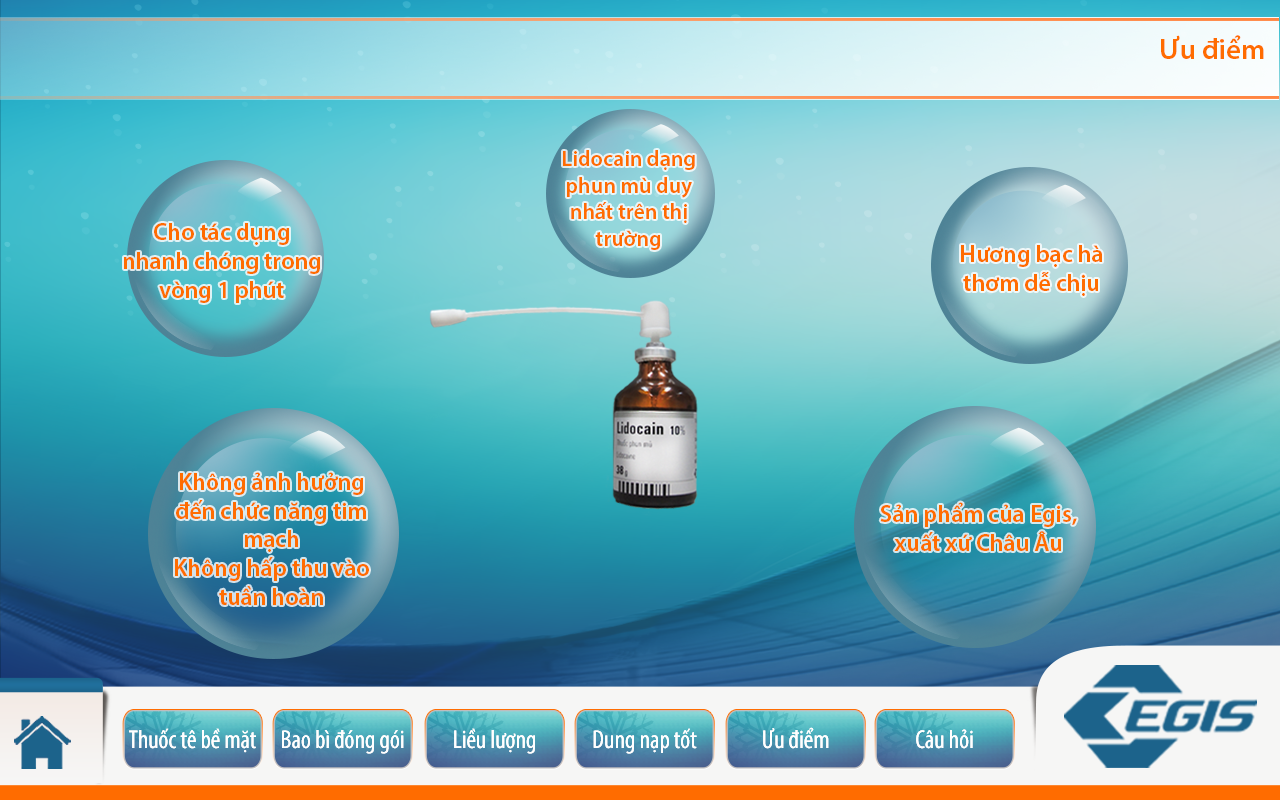 Ưu điểm
Lidocain dạng
phun mù duy
nhất trên thị
trường
Cho tác dụng
nhanh chóng trong
vòng 1 phút
Hương bạc hà
thơm dễ chịu
Lidocain 10%
Thuốc phun mù
Lidocaine
38 g
Không ảnh hưởng
đến chức năng tim
mạch
Không hấp thu vào
tuần hoàn
Sản phẩm của Egis,
xuất xứ Châu Âu
Thuốc tê bề mặt
Bao bì đóng gói
Liều lượng
Dung nạp tốt
Ưu điểm
Câu hỏi
EGIS